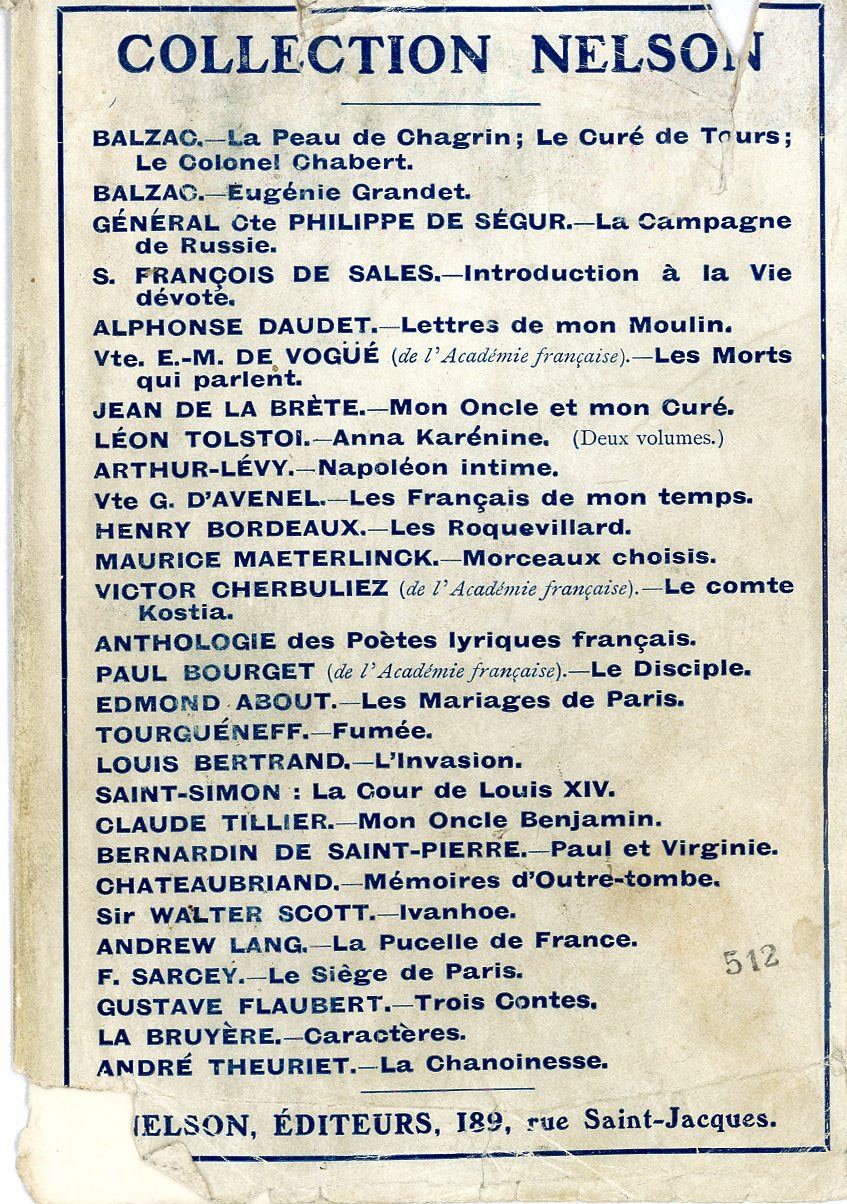 COLLECTION NELSON
BALZAC.—La Peau de Chagrin; Le Curé de Tours;
Le Colonel Chabert.
BALZAC.—Eugénie Grandet.
GÉNÉRAL Cte PHILIPPE DE SÉGUR.—La Campagne
de Russie.
S. FRANÇOIS DE SALES.—Introduction à la Vie
dévote.
ALPHONSE DAUDET.—Lettres de mon Moulin.
Vte. E.-M. DE VOGÜÉ (de l'Académie française).—Les Morts
qui parlent.
JEAN DE LA BRÈTE.—Mon Oncle et mon Curé.
LÉON TOLSTOÏ.—Anna Karénine. (Deux volumes.)
ARTHUR-LÉVY.—Napoléon intime.
Vte G. D'AVENEL.—Les Français de mon temps.
HENRY BORDEAUX.—Les Roquevillard.
MAURICE MAETERLINCK.—Morceaux choisis.
VICTOR CHERBULIEZ (de l'Académie française).—Le comte
Kostia.
ANTHOLOGIE des Poètes lyriques français.
PAUL BOURGET (de l'Académie française).—Le Disciple.
EDMOND ABOUT.—Les Mariages de Paris.
TOURGUÉNEFF.—Fumée.
LOUIS BERTRAND.—L'Invasion.
SAINT-SIMON : La Cour de Louis XIV.
CLAUDE TILLIER.—Mon Oncle Benjamin.
BERNARDIN DE SAINT-PIERRE.—Paul et Virginie.
CHATEAUBRIAND.—Mémoires d'Outre-tombe.
Sir WALTER SCOTT.—Ivanhoe.
ANDREW LANG.—La Pucelle de France.
F. SARCEY.—Le Siège de Paris.
512
GUSTAVE FLAUBERT.—Trois Contes.
LA BRUYÈRE.—Caractères.
ANDRÉ THEURIET.—La Chanoinesse.
NELSON, ÉDITEURS, 189, rue Saint-Jacques.